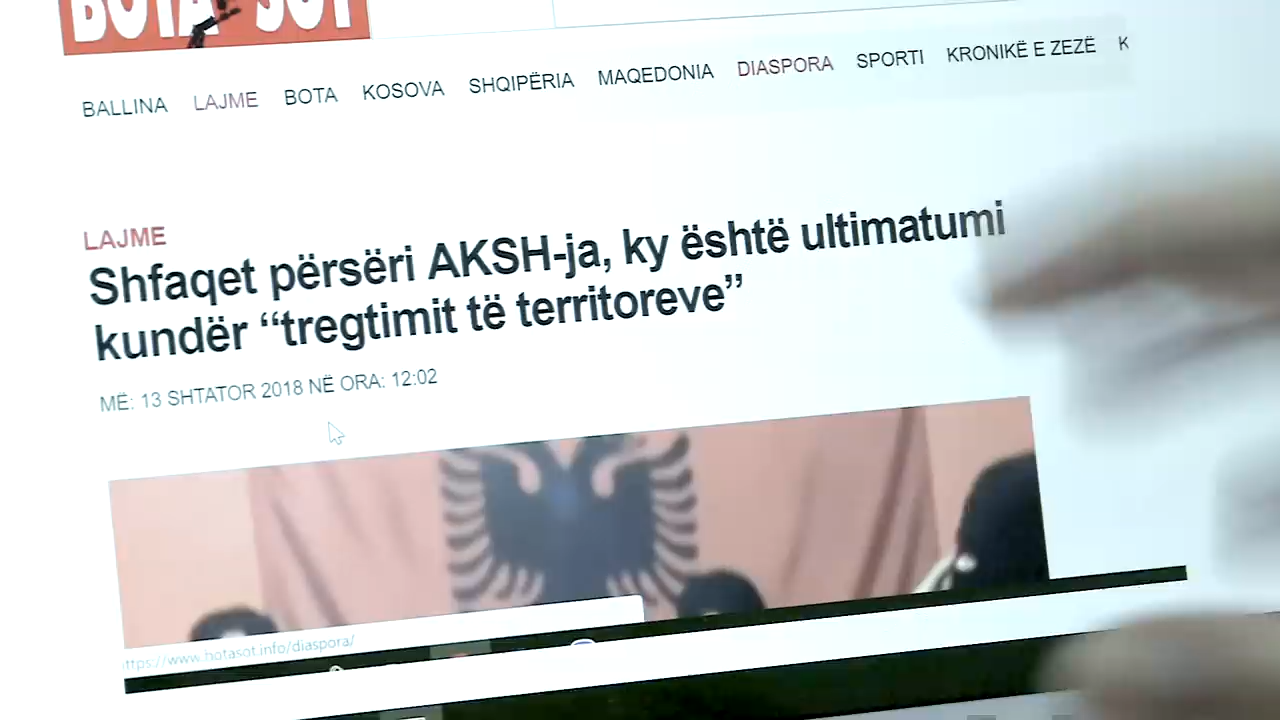 BOTA SOT
BALLINA LAJME BOTA KOSOVA SHQIPËRIA MAQEDONIA DIASPORA SPORTI KRONIKË E ZEZË K
LAJME
Shfaqet përsëri AKSH-ja, ky është ultimatumi
kundër “tregtimit të territoreve”
MË: 13 SHTATOR 2018 NË ORA: 12:02
ttps://www.botasot.info/diaspora/